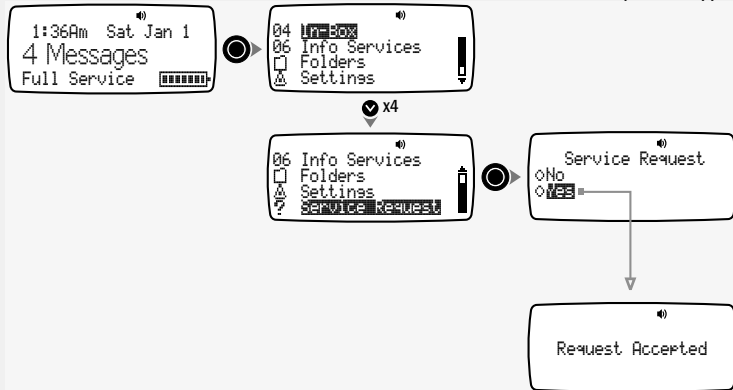 1:36Am Sat Jan 1
4 Messages
Full Service
04 In-Box
06 Info Services
Folders
Settings
x4
06 Info Services
Folders
Settings
? Service Request
Service Request
No
Yes
Request Accepted